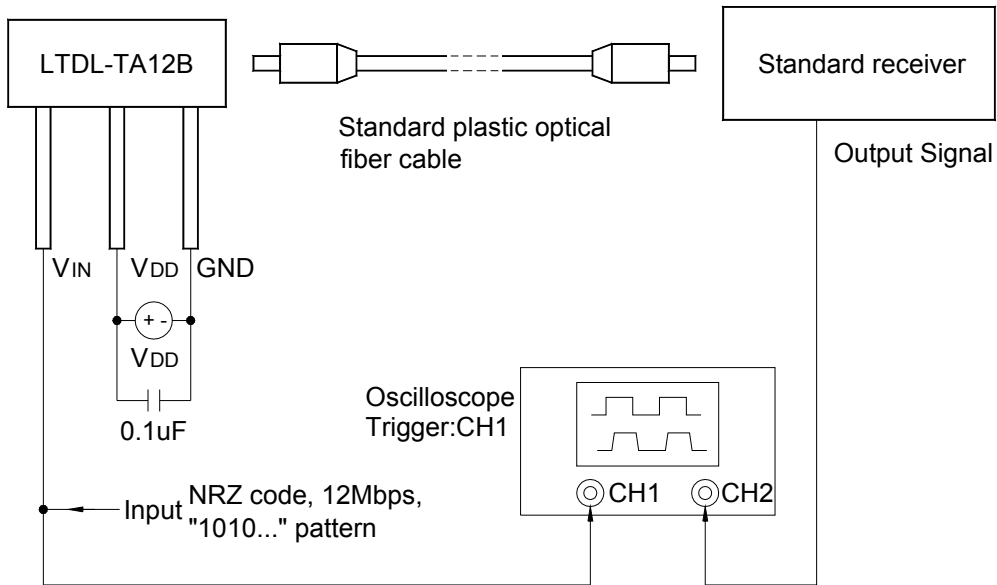 LTDL-TA12B
Standard receiver
Standard plastic optical
fiber cable
Output Signal
VIN
VDD
GND
+ -
VDD
0.1uF
Oscilloscope
Trigger:CH1
CH1
CH2
Input
NRZ code, 12Mbps,
"1010..." pattern